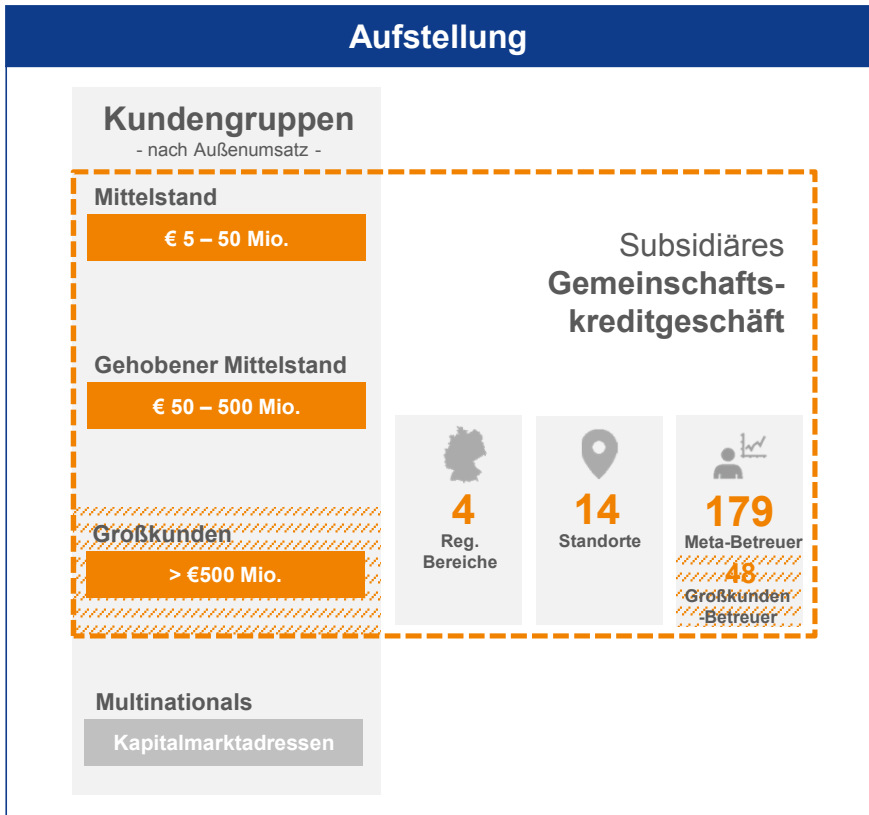 Aufstellung
Kundengruppen
- nach Außenumsatz -
Mittelstand
€ 5 – 50 Mio.
Gehobener Mittelstand
€ 50 – 500 Mio.
Großkunden
> €500 Mio.
Multinationals
Kapitalmarktadressen
Subsidiäres
Gemeinschafts-
kreditgeschäft
4
Reg.
Bereiche
14
Standorte
179
Meta-Betreuer
48
Großkunden
-Betreuer